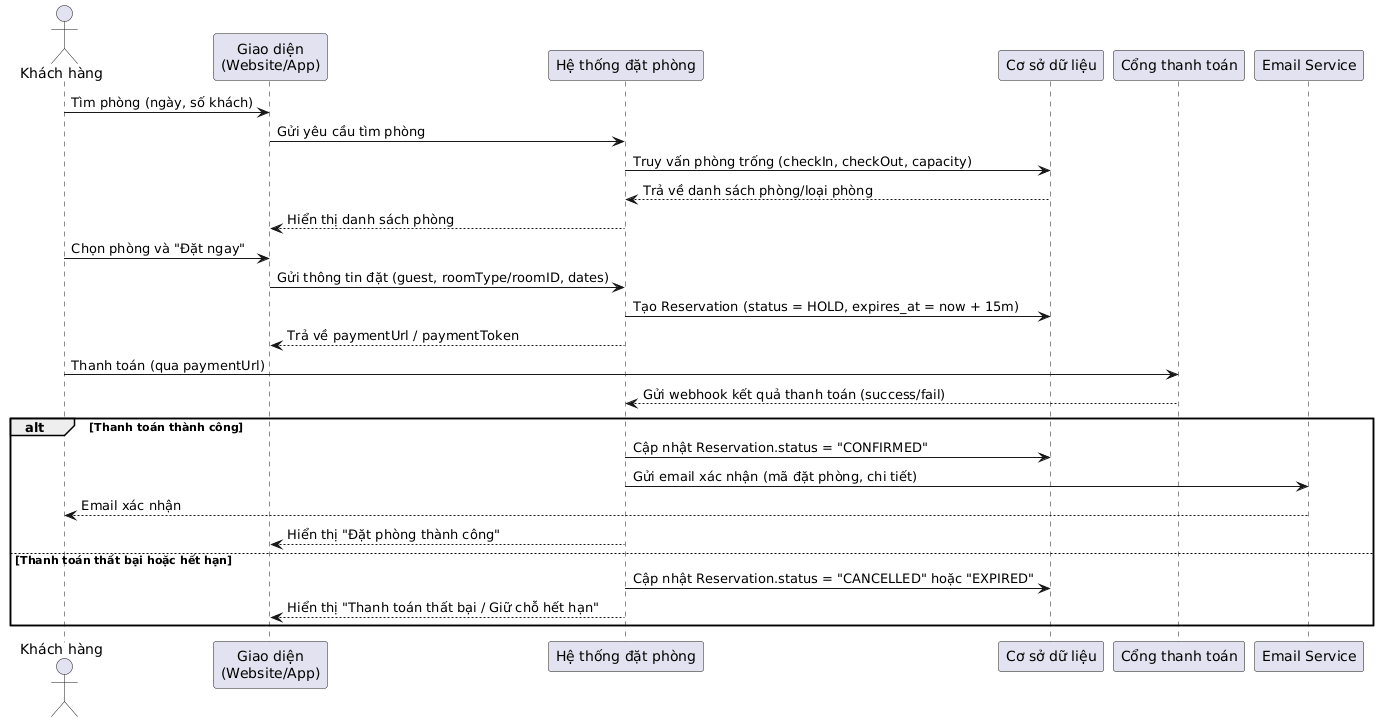 Khách hàng
Giao diện
(Website/App)
Hệ thống đặt phòng
Cơ sở dữ liệu
Cổng thanh toán
Email Service
Tìm phòng (ngày, số khách)
Gửi yêu cầu tìm phòng
Truy vấn phòng trống (checkIn, checkOut, capacity)
Trả về danh sách phòng/loại phòng
Hiển thị danh sách phòng
Chọn phòng và "Đặt ngay"
Gửi thông tin đặt (guest, roomType/roomID, dates)
Tạo Reservation (status = HOLD, expires_at = now + 15m)
Trả về paymentUrl / paymentToken
Thanh toán (qua paymentUrl)
Gửi webhook kết quả thanh toán (success/fail)
alt [Thanh toán thành công]
Cập nhật Reservation.status = "CONFIRMED"
Gửi email xác nhận (mã đặt phòng, chi tiết)
Email xác nhận
Hiển thị "Đặt phòng thành công"
[Thanh toán thất bại hoặc hết hạn]
Cập nhật Reservation.status = "CANCELLED" hoặc "EXPIRED"
Hiển thị "Thanh toán thất bại / Giữ chỗ hết hạn"
Khách hàng
Giao diện
(Website/App)
Hệ thống đặt phòng
Cơ sở dữ liệu
Cổng thanh toán
Email Service